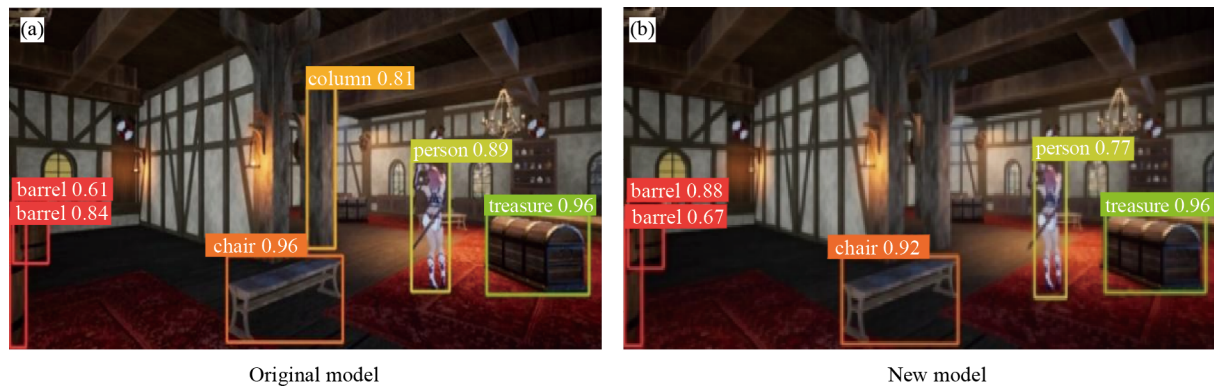 (a)
column 0.81
person 0.89
barrel 0.61
barrel 0.84
treasure 0.96
chair 0.96
Original model
(b)
person 0.77
barrel 0.88
barrel 0.67
treasure 0.96
chair 0.92
New model